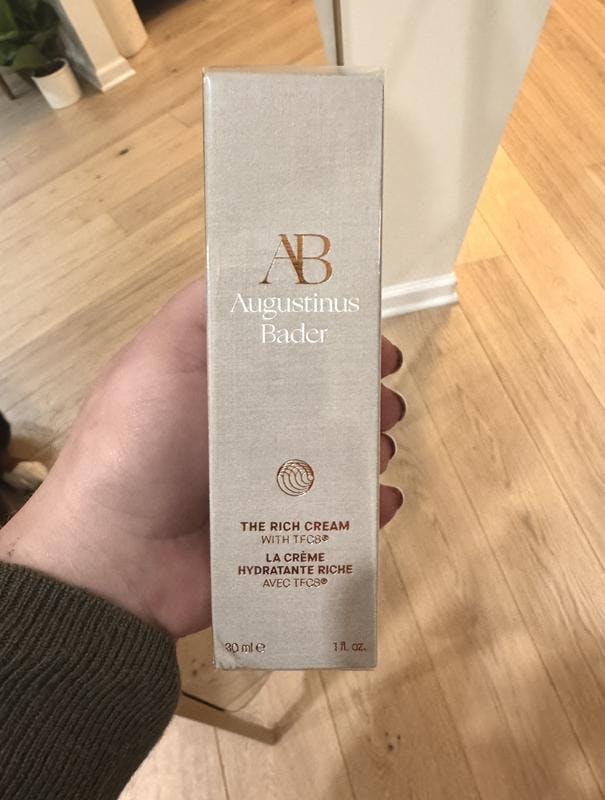 AB
Augustinus
Bader
THE RICH CREAM
WITH TFC8®
LA CRÈME
HYDRATANTE RICHE
AVEC TFC8®
30 ml e 1 fl. oz.